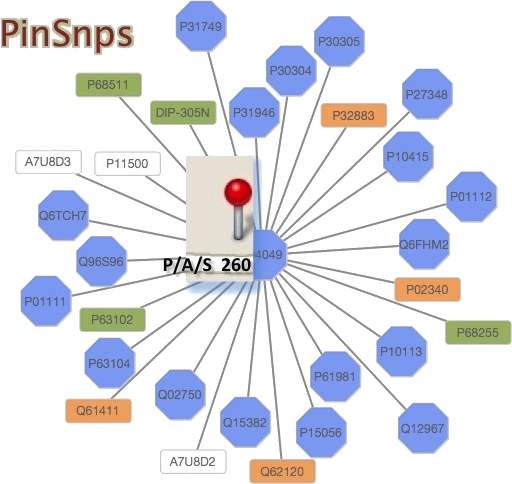 PinSnps
P31749
P30305
P30304
P68511
P27348
DIP-305N
P31946
P32883
A7U8D3
P11500
P10415
P01112
Q6TCH7
Q6FHM2
Q96S96
4049
P/A/S 260
P02340
P01111
P63102
P68255
P63104
P10113
P61981
Q02750
Q61411
Q15382
P15056
Q12967
A7U8D2
Q62120